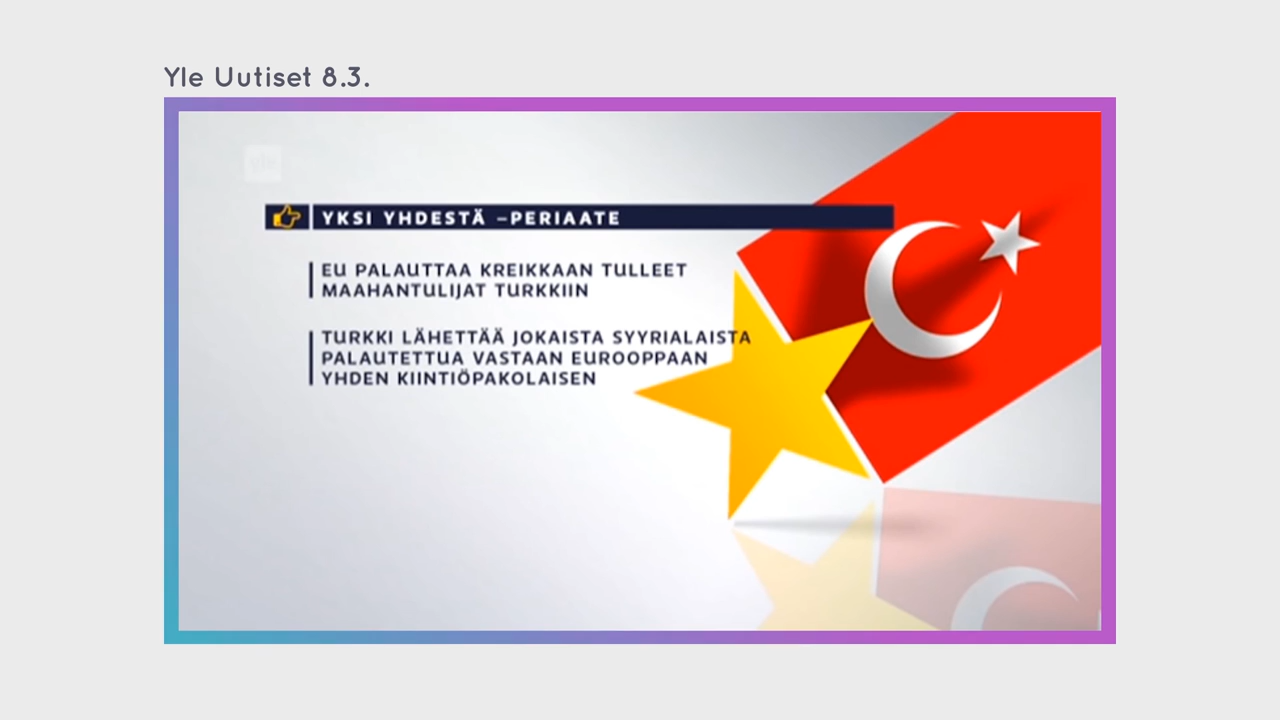 Yle Uutiset 8.3.
yle
YKSI YHDESTÄ –PERIAATE
EU PALAUTTAA KREIKKAAN TULLEET
MAAHANTULIJAT TURKKIIN
TURKKI LÄHETTÄÄ JOKAISTA SYYRIALAISTA
PALAUTETTUA VASTAAN EUROOPPAAN
YHDEN KIINTIÖPAKOLAISEN